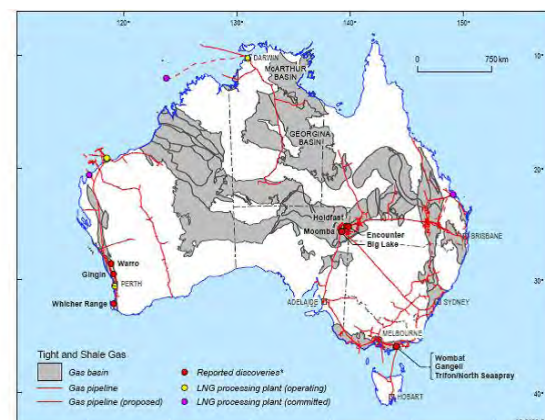 120°
130°
140°
150°
DARWIN
McARTHUR
BASIN
0
750 km
10°
GEORGINA
BASIN
20°
20°
Holdfast
Moomba
Encounter
Big Lake
BRISBANE
Warro
Gingin
PERTH
30°
30°
ADELAIDE
SYDNEY
Whicher Range
MELBOURNE
Tight and Shale Gas
Gas basin
Gas pipeline
Gas pipeline (proposed)
Reported discoveries*
LNG processing plant (operating)
LNG processing plant (committed)
Wombat
Gangell
Trifon/North Seaspray
40°
HOBART